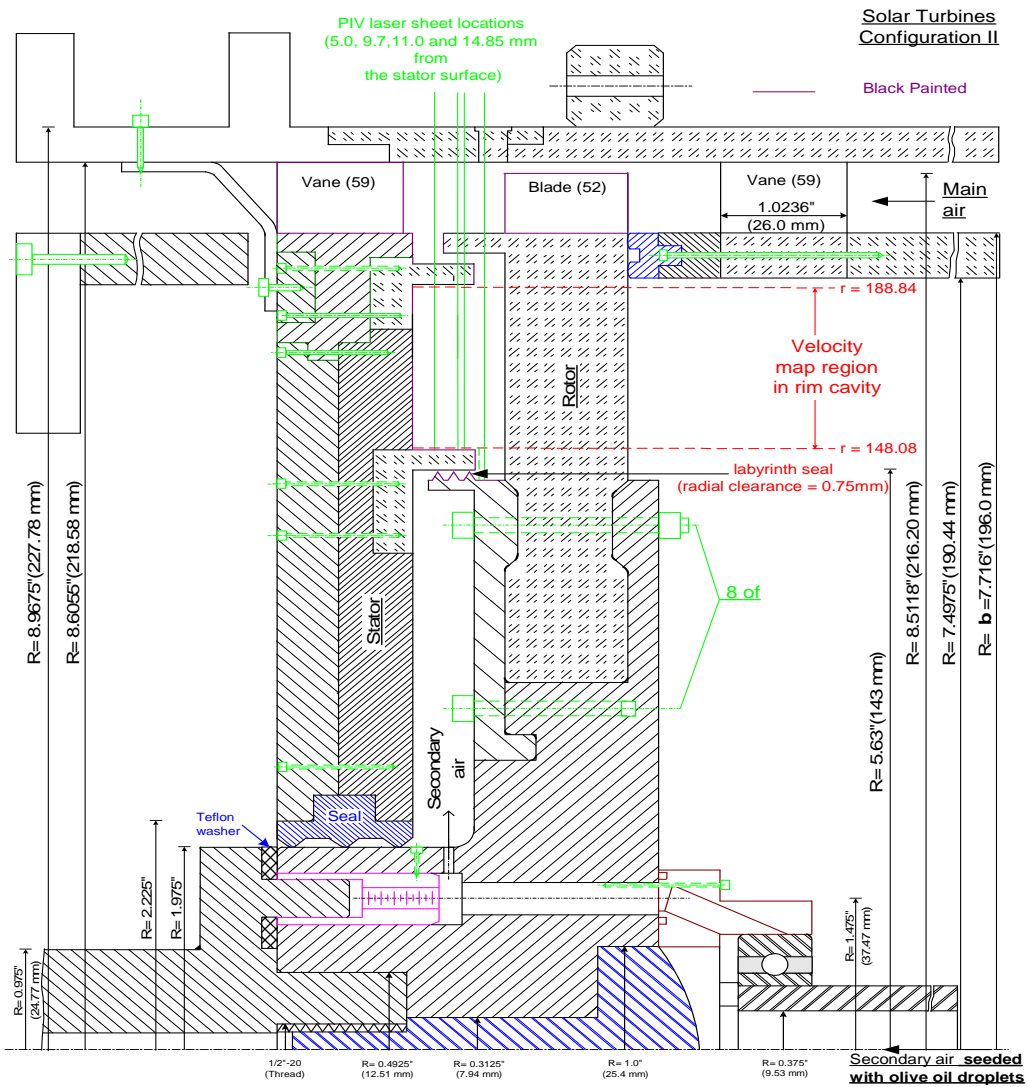 Solar Turbines
Configuration II
PIV laser sheet locations
(5.0, 9.7,11.0 and 14.85 mm
from
the stator surface)
Black Painted
Vane (59)
Blade (52)
Vane (59)
1.0236"
(26.0 mm)
Main
air
r = 188.84
Velocity
map region
in rim cavity
r = 148.08
Rotor
labyrinth seal
(radial clearance = 0.75mm)
R= 8.9675"(227.78 mm)
R= 8.6055"(218.58 mm)
Stator
8 of
R= 5.63"(143 mm)
R= 8.5118"(216.20 mm)
R= 7.4975"(190.44 mm)
R= b =7.716"(196.0 mm)
Secondary
air
Teflon
washer
Seal
R= 2.225"
R= 1.975"
R= 0.975"
(24.77 mm)
R= 1.475"
(37.47 mm)
1/2"-20
(Thread)
R= 0.4925"
(12.51 mm)
R= 0.3125"
(7.94 mm)
R= 1.0"
(25.4 mm)
R= 0.375"
(9.53 mm)
Secondary air seeded
with olive oil droplets